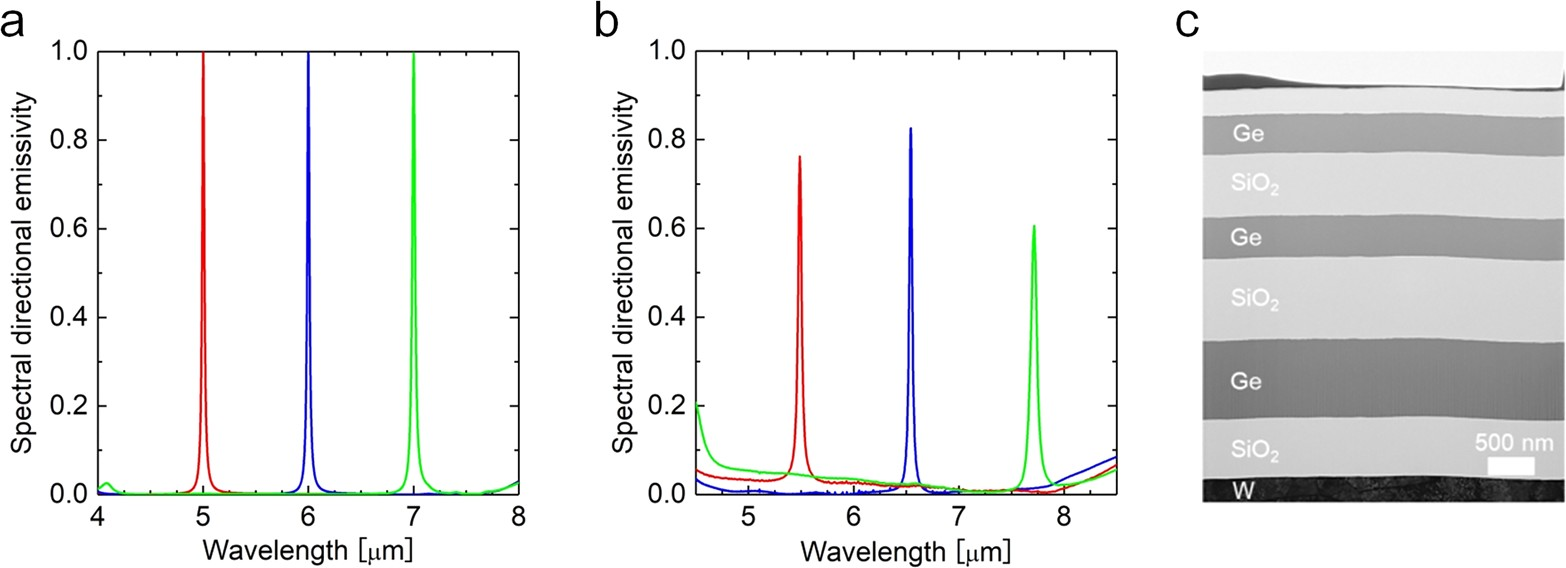 a
1.0
0.8
0.6
0.4
0.2
0.0
4 5 6 7 8
Spectral directional emissivity
Wavelength [μm]
b
1.0
0.8
0.6
0.4
0.2
0.0
5 6 7 8
Spectral directional emissivity
Wavelength [μm]
c
Ge
SiO₂
Ge
SiO₂
Ge
SiO₂
500 nm
W